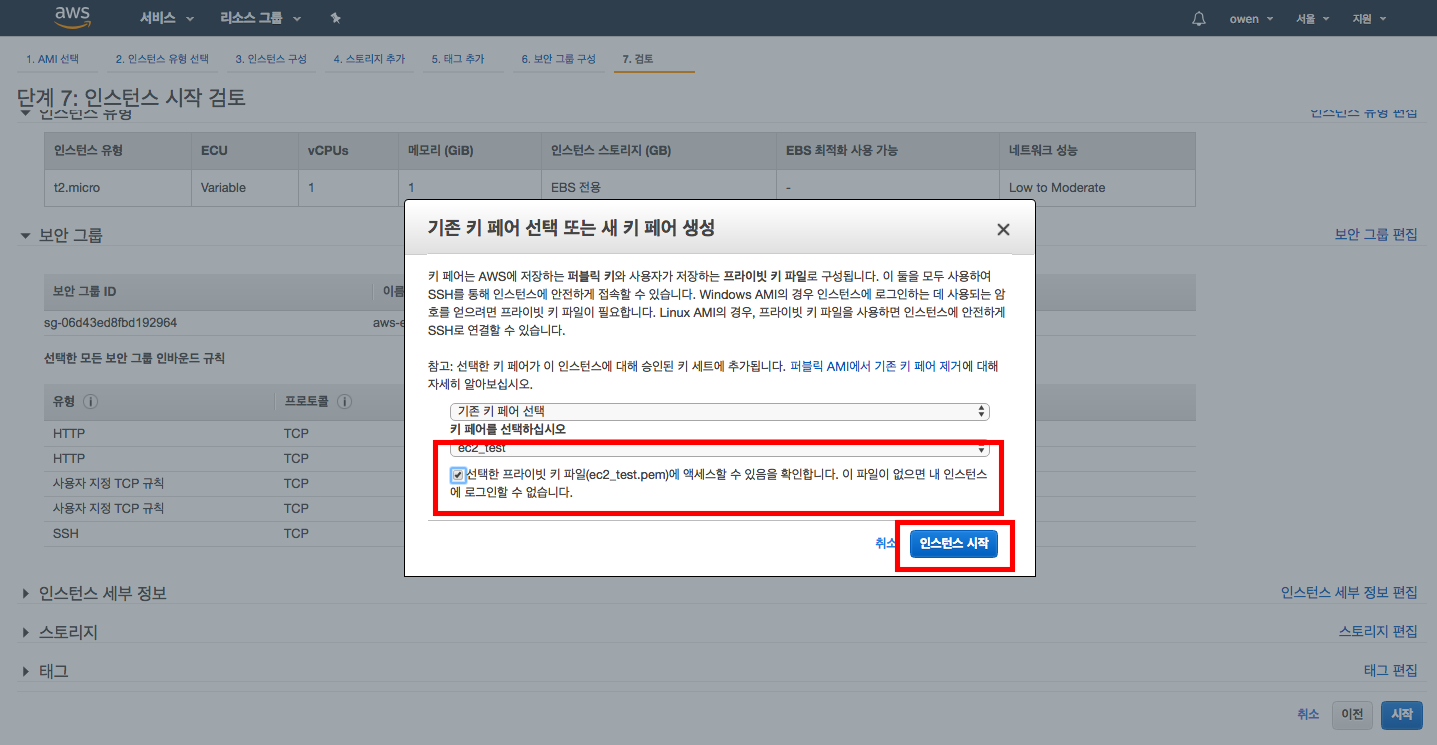 aws 서비스 리소스 그룹 owen 서울 지원
1. AMI 선택 2. 인스턴스 유형 선택 3. 인스턴스 구성 4. 스토리지 추가 5. 태그 추가 6. 보안 그룹 구성 7. 검토
단계 7: 인스턴스 시작 검토
인스턴스 유형 인스턴스 유형 편집
인스턴스 유형 ECU vCPUs 메모리 (GiB) 인스턴스 스토리지 (GB) EBS 최적화 사용 가능 네트워크 성능
t2.micro Variable 1 1 EBS 전용 - Low to Moderate
보안 그룹 보안 그룹 편집
보안 그룹 ID 이름
sg-06d43ed8fbd192964 aws-e
선택한 모든 보안 그룹 인바운드 규칙
유형 프로토콜
HTTP TCP
HTTP TCP
사용자 지정 TCP 규칙 TCP
사용자 지정 TCP 규칙 TCP
SSH TCP
기존 키 페어 선택 또는 새 키 페어 생성
키 페어는 AWS에 저장하는 퍼블릭 키와 사용자가 저장하는 프라이빗 키 파일로 구성됩니다. 이 둘을 모두 사용하여
SSH를 통해 인스턴스에 안전하게 접속할 수 있습니다. Windows AMI의 경우 인스턴스에 로그인하는 데 사용되는 암
호를 얻으려면 프라이빗 키 파일이 필요합니다. Linux AMI의 경우, 프라이빗 키 파일을 사용하면 인스턴스에 안전하게
SSH로 연결할 수 있습니다.
참고: 선택한 키 페어가 이 인스턴스에 대해 승인된 키 세트에 추가됩니다. 퍼블릭 AMI에서 기존 키 페어 제거에 대해
자세히 알아보십시오.
기존 키 페어 선택
키 페어를 선택하십시오
ec2_test
선택한 프라이빗 키 파일(ec2_test.pem)에 액세스할 수 있음을 확인합니다. 이 파일이 없으면 내 인스턴스
에 로그인할 수 없습니다.
취소 인스턴스 시작
인스턴스 세부 정보 인스턴스 세부 정보 편집
스토리지 스토리지 편집
태그 태그 편집
취소 이전 시작